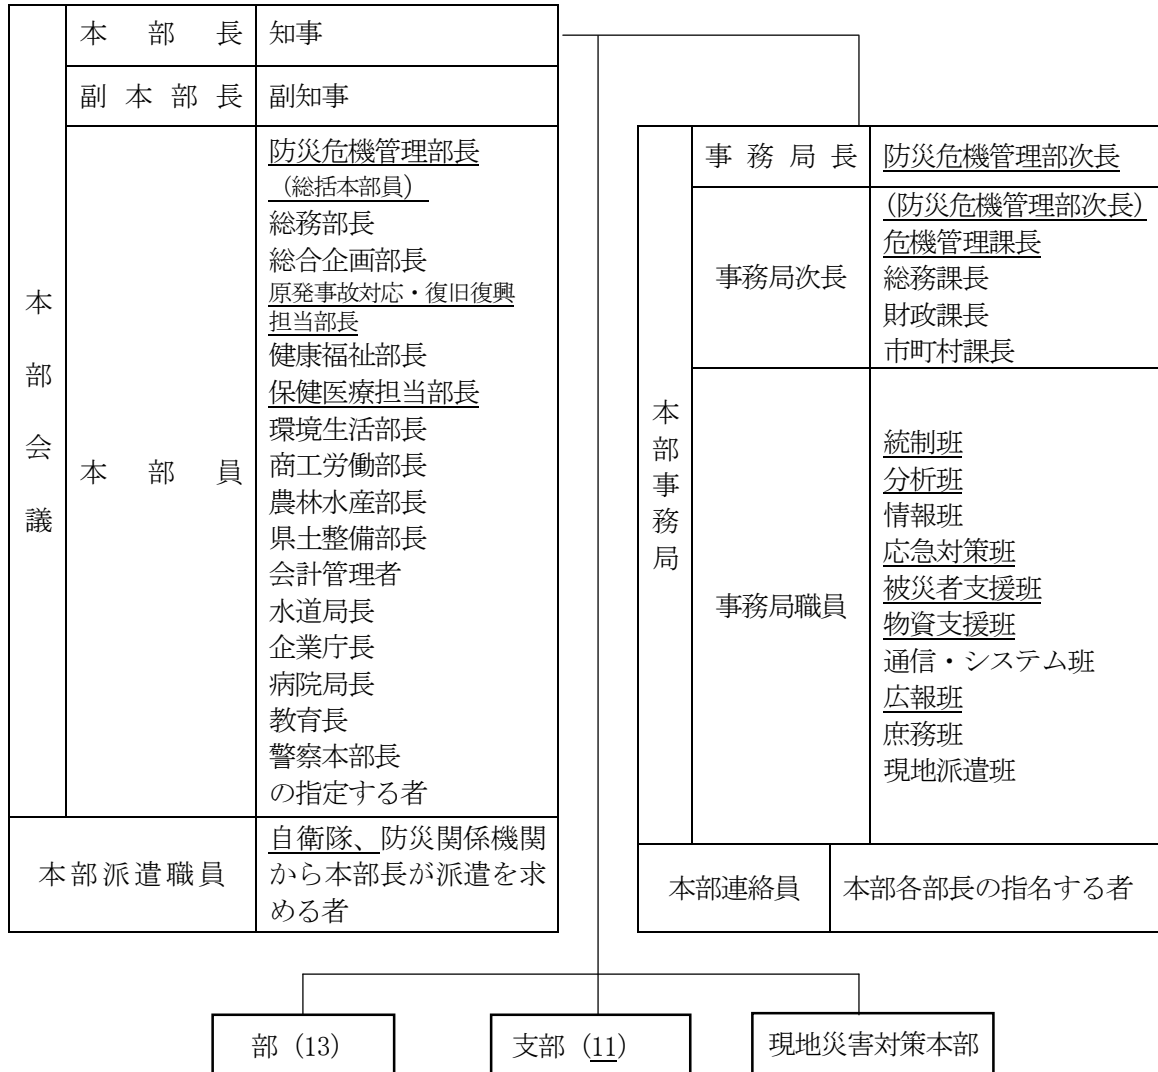 本部会議
本部長 知事
副本部長 副知事
本部員
防災危機管理部長
（総括本部員）
総務部長
総合企画部長
原発事故対応・復旧復興
担当部長
健康福祉部長
保健医療担当部長
環境生活部長
商工労働部長
農林水産部長
県土整備部長
会計管理者
水道局長
企業庁長
病院局長
教育長
警察本部長
の指定する者
本部派遣職員
自衛隊、防災関係機関
から本部長が派遣を求
める者
本部事務局
事務局長 防災危機管理部次長
事務局次長
(防災危機管理部次長)
危機管理課長
総務課長
財政課長
市町村課長
事務局職員
統制班
分析班
情報班
応急対策班
被災者支援班
物資支援班
通信・システム班
広報班
庶務班
現地派遣班
本部連絡員 本部各部長の指名する者
部（13）
支部（11）
現地災害対策本部